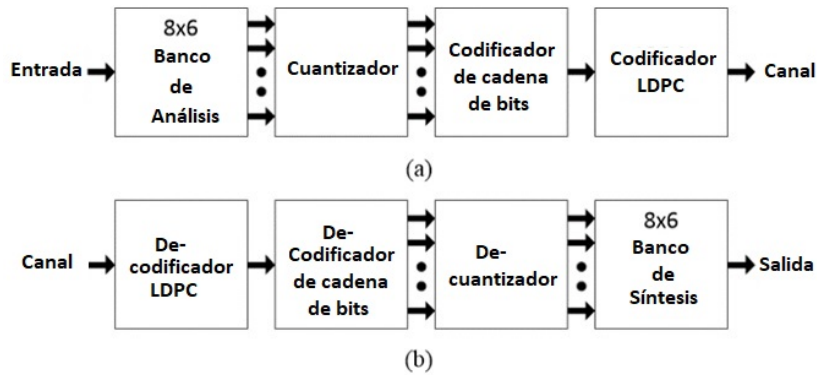 Entrada
8x6
Banco
de
Análisis
Cuantizador
Codificador
de cadena
de bits
Codificador
LDPC
Canal
(a)
Canal
De-
codificador
LDPC
De-
Codificador
de cadena
de bits
De-
cuantizador
8x6
Banco
de
Síntesis
Salida
(b)